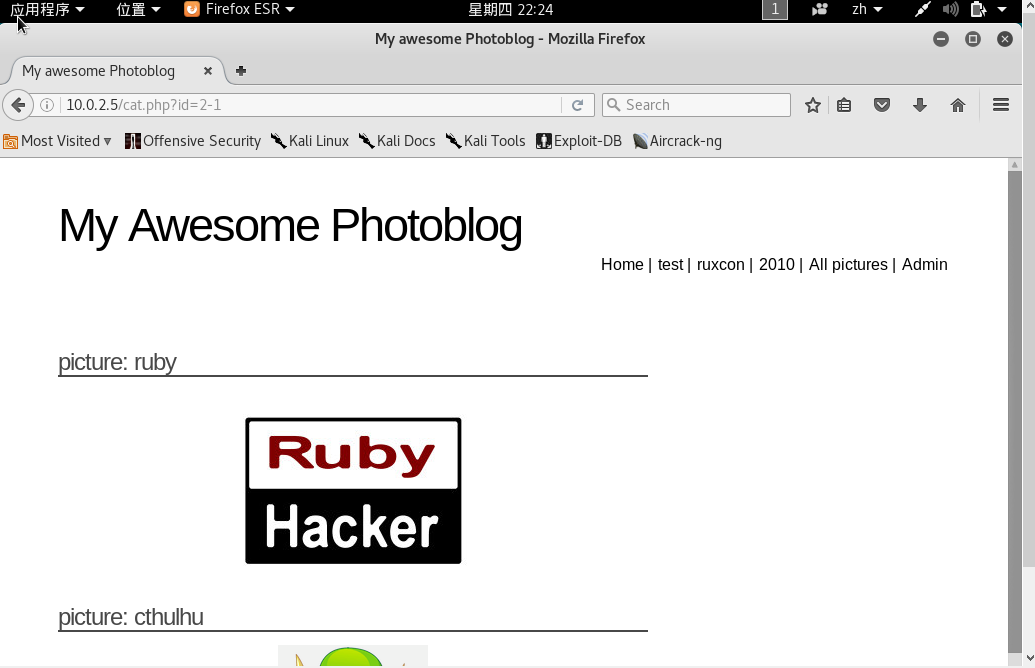 应用程序 位置 Firefox ESR 星期四 22:24 1 zh
My awesome Photoblog - Mozilla Firefox
My awesome Photoblog
10.0.2.5/cat.php?id=2-1 Search
Most Visited Offensive Security Kali Linux Kali Docs Kali Tools Exploit-DB Aircrack-ng
My Awesome Photoblog
Home | test | ruxcon | 2010 | All pictures | Admin
picture: ruby
Ruby
Hacker
picture: cthulhu